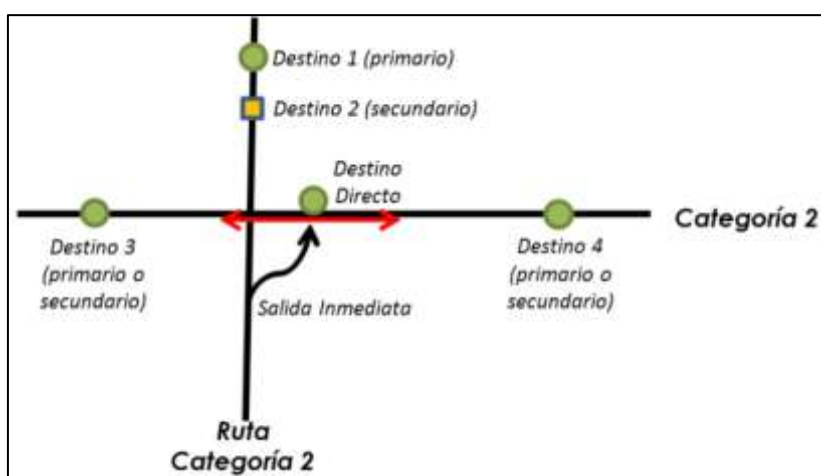 Destino 1 (primario)
Destino 2 (secundario)
Destino
Directo
Categoría 2
Destino 3
(primario o
secundario)
Destino 4
(primario o
secundario)
Salida Inmediata
Ruta
Categoría 2